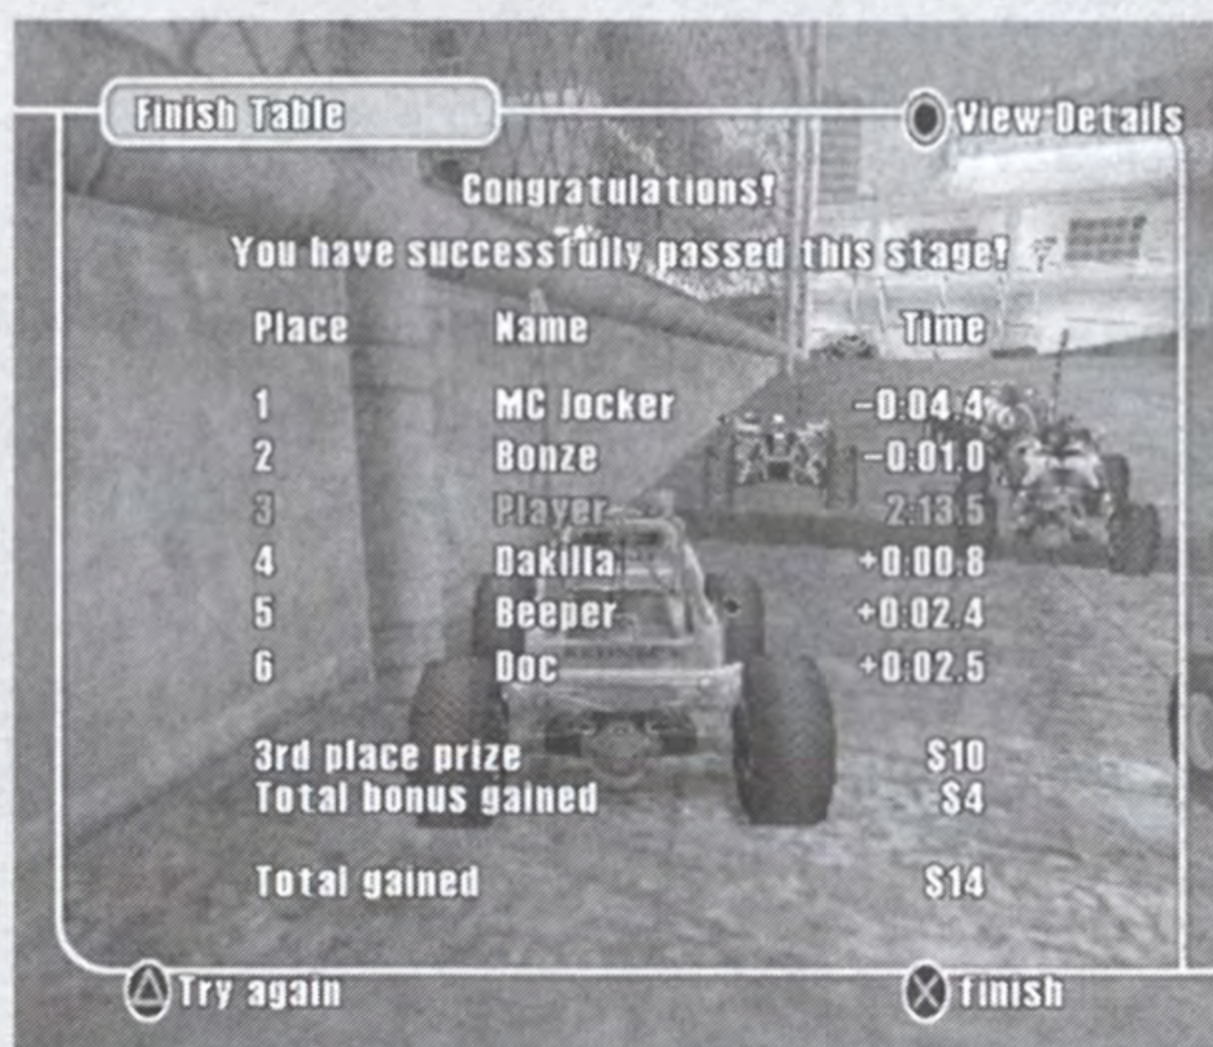 Finish Table
View Details
Congratulations!
You have successfully passed this stage!
Place Name Time
1 MC Jocker -0:04.4
2 Bonze -0:01.0
3 Player 2:13.5
4 Dakilla +0:00.8
5 Beeper +0:02.4
6 Doc +0:02.5
3rd place prize $10
Total bonus gained $4
Total gained $14
Try again
finish